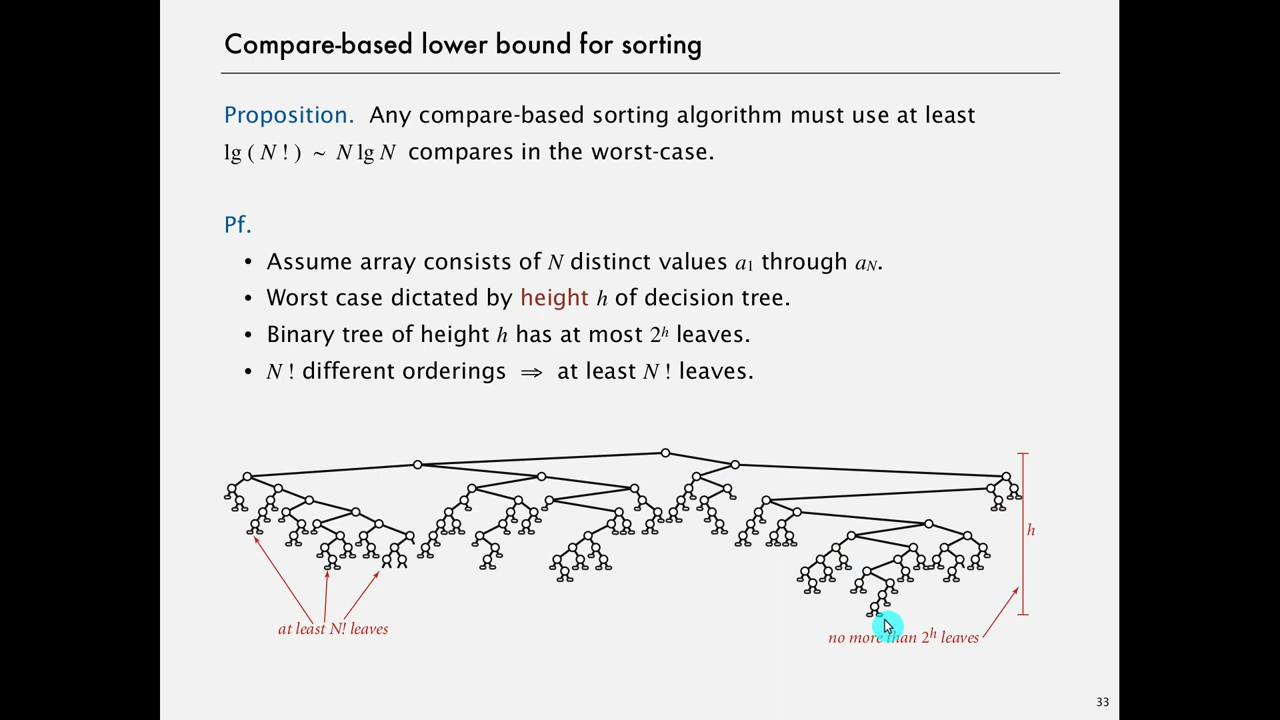 Compare-based lower bound for sorting
Proposition. Any compare-based sorting algorithm must use at least
lg ( N ! ) ~ N lg N compares in the worst-case.
Pf.
• Assume array consists of N distinct values a₁ through aN.
• Worst case dictated by height h of decision tree.
• Binary tree of height h has at most 2ʰ leaves.
• N ! different orderings ⇒ at least N ! leaves.
h
at least N! leaves
no more than 2ʰ leaves
33